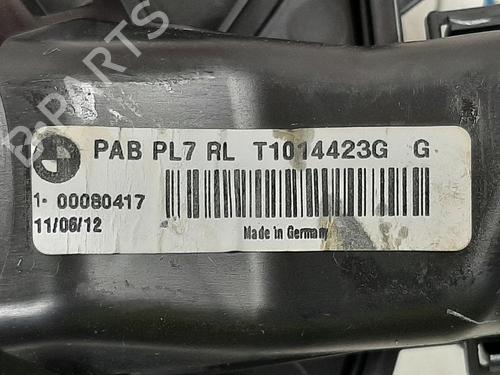 B-PARTS
PAB PL7 RL T1014423G G
1- 00080417
11/06/12
Made in Germany